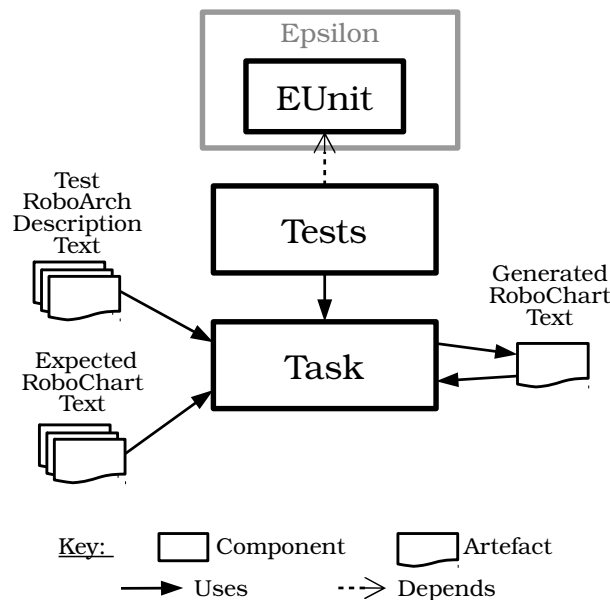 Epsilon
EUnit
Test
RoboArch
Description
Text
Tests
Generated
RoboChart
Text
Task
Expected
RoboChart
Text
Key:
Component
Artefact
Uses
Depends